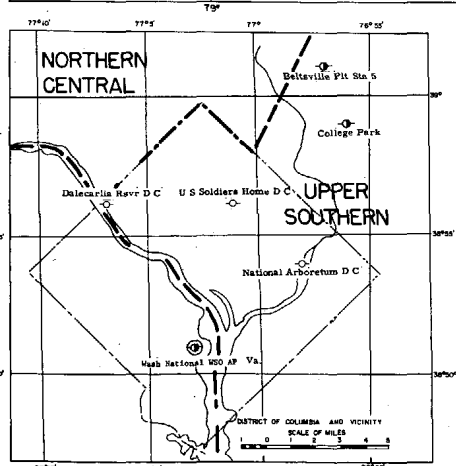 79°
77°10' 77°5' 77° 76°55'
NORTHERN
CENTRAL
Beltsville Plt Stn 5
39°
College Park
Dalecarlia Rsvr D C
U S Soldiers Home D C
UPPER
SOUTHERN
38°55'
National Arboretum D C
Wash National WSO AP Va.
38°50'
DISTRICT OF COLUMBIA AND VICINITY
SCALE OF MILES
1 0 1 2 3 4 5